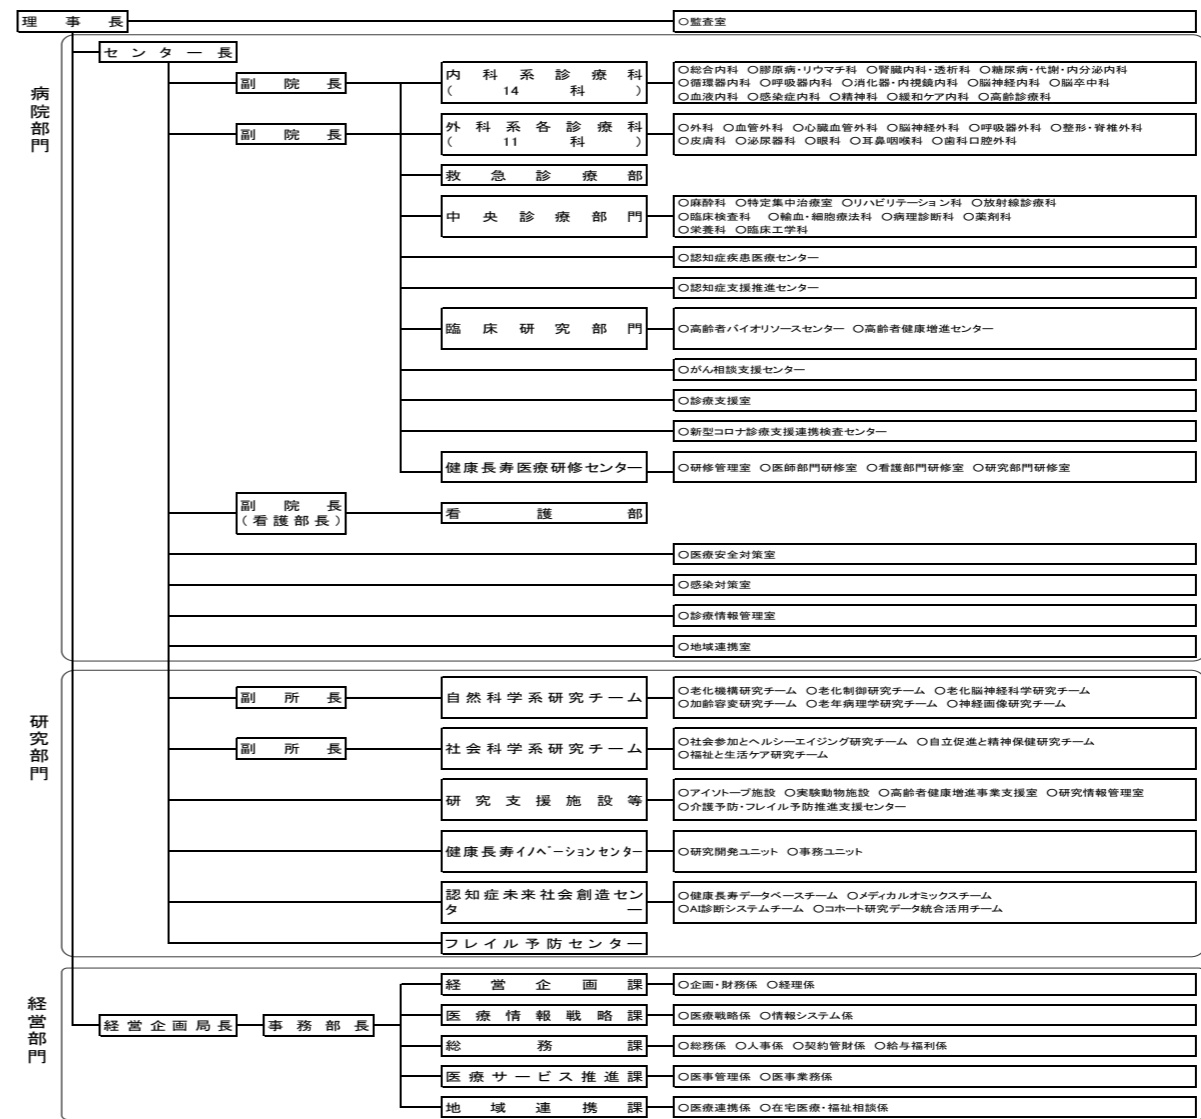 理事長
○監査室
病院部門
センター長
副院長
内科系診療科
(14科)
○総合内科 ○膠原病・リウマチ科 ○腎臓内科・透析科 ○糖尿病・代謝・内分泌内科
○循環器内科 ○呼吸器内科 ○消化器・内視鏡内科 ○脳神経内科 ○脳卒中科
○血液内科 ○感染症内科 ○精神科 ○緩和ケア内科 ○高齢診療科
副院長
外科系各診療科
(11科)
○外科 ○血管外科 ○心臓血管外科 ○脳神経外科 ○呼吸器外科 ○整形・脊椎外科
○皮膚科 ○泌尿器科 ○眼科 ○耳鼻咽喉科 ○歯科口腔外科
救急診療部
中央診療部門
○麻酔科 ○特定集中治療室 ○リハビリテーション科 ○放射線診療科
○臨床検査科 ○輸血・細胞療法科 ○病理診断科 ○薬剤科
○栄養科 ○臨床工学科
○認知症疾患医療センター
○認知症支援推進センター
臨床研究部門
○高齢者バイオリソースセンター ○高齢者健康増進センター
○がん相談支援センター
○診療支援室
○新型コロナ診療支援連携検査センター
健康長寿医療研修センター
○研修管理室 ○医師部門研修室 ○看護部門研修室 ○研究部門研修室
副院長
(看護部長)
看護部
○医療安全対策室
○感染対策室
○診療情報管理室
○地域連携室
研究部門
副所長
自然科学系研究チーム
○老化機構研究チーム ○老化制御研究チーム ○老化脳神経科学研究チーム
○加齢容変研究チーム ○老年病理学研究チーム ○神経画像研究チーム
副所長
社会科学系研究チーム
○社会参加とヘルシーエイジング研究チーム ○自立促進と精神保健研究チーム
○福祉と生活ケア研究チーム
研究支援施設等
○アイソトープ施設 ○実験動物施設 ○高齢者健康増進事業支援室 ○研究情報管理室
○介護予防・フレイル予防推進支援センター
健康長寿イノベーションセンター
○研究開発ユニット ○事務ユニット
認知症未来社会創造セン
ター
○健康長寿データベースチーム ○メディカルオミックスチーム
○AI診断システムチーム ○コホート研究データ統合活用チーム
フレイル予防センター
経営部門
経営企画局長
事務部長
経営企画課
○企画・財務係 ○経理係
医療情報戦略課
○医療戦略係 ○情報システム係
総務課
○総務係 ○人事係 ○契約管財係 ○給与福利係
医療サービス推進課
○医事管理係 ○医事業務係
地域連携課
○医療連携係 ○在宅医療・福祉相談係